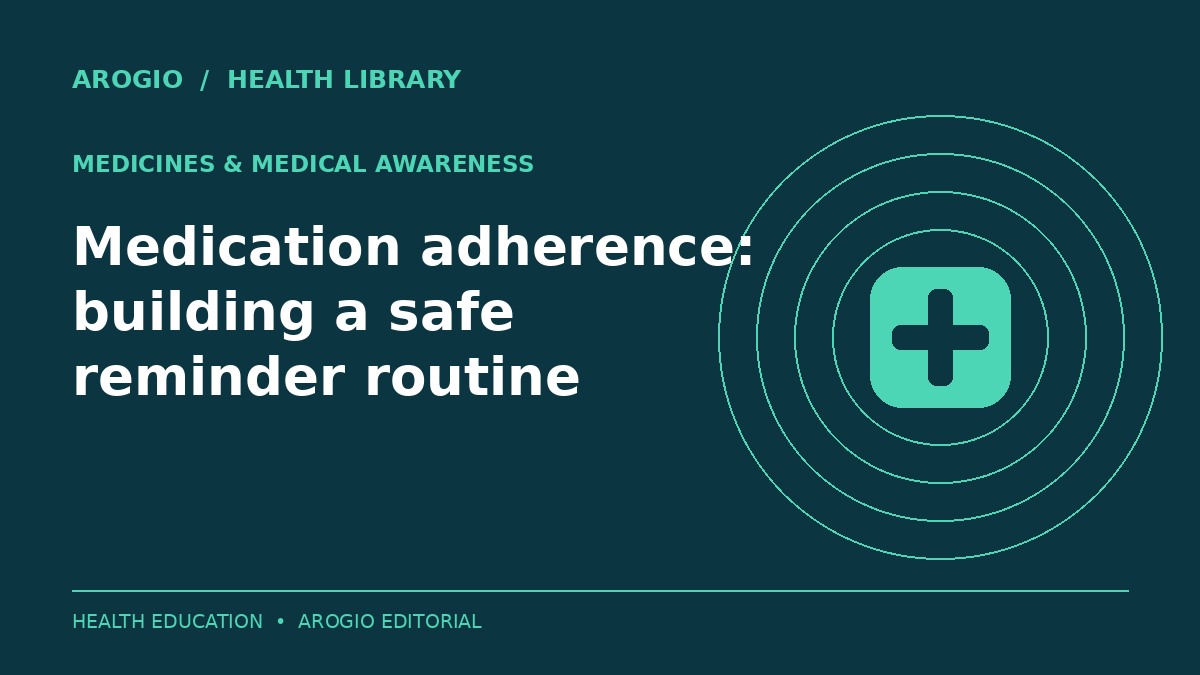 AROGIO / HEALTH LIBRARY
MEDICINES & MEDICAL AWARENESS
Medication adherence:
building a safe
reminder routine
HEALTH EDUCATION • AROGIO EDITORIAL